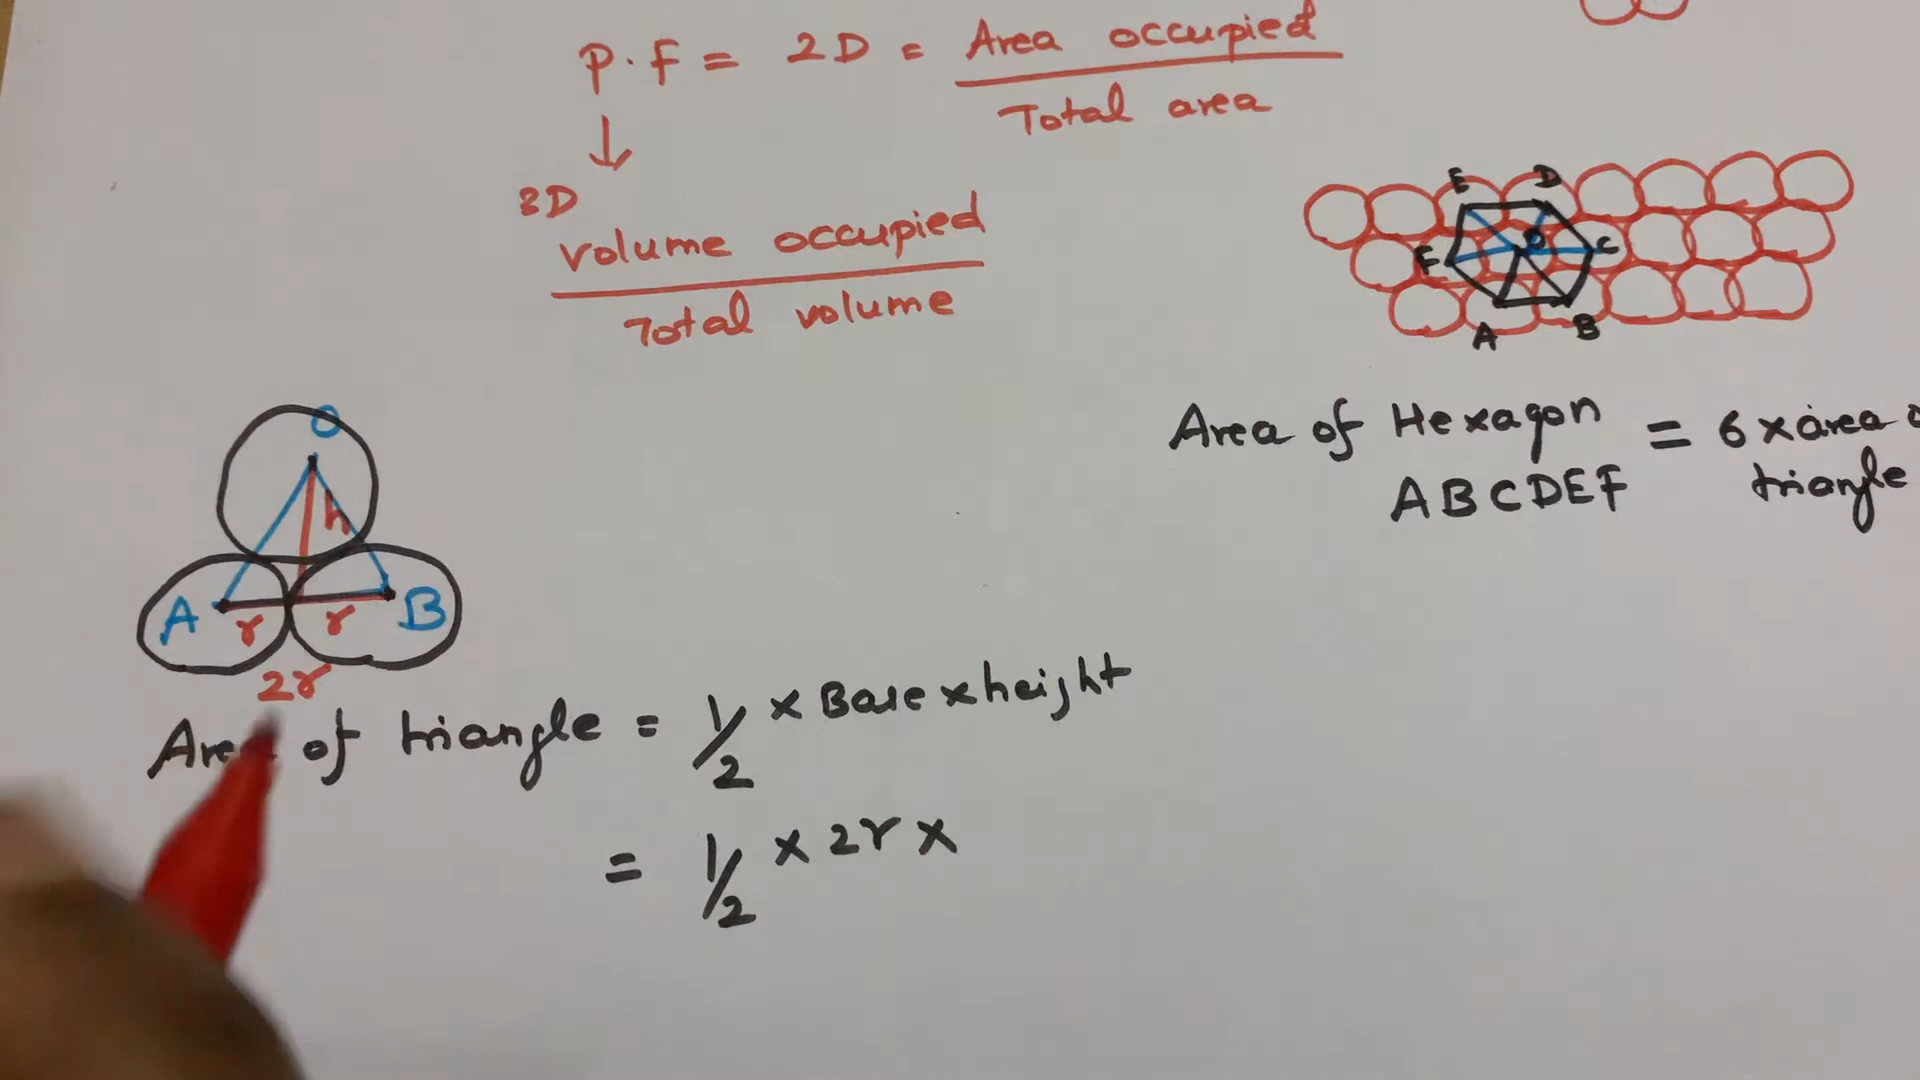 P.F = 2D = Area occupied
Total area
↓
3D
volume occupied
Total volume
E D
F O C
A B
Area of Hexagon = 6 x area
ABCDEF triangle
O
h
A r r B
2r
Area of triangle = 1/2 x Base x height
= 1/2 x 2r x